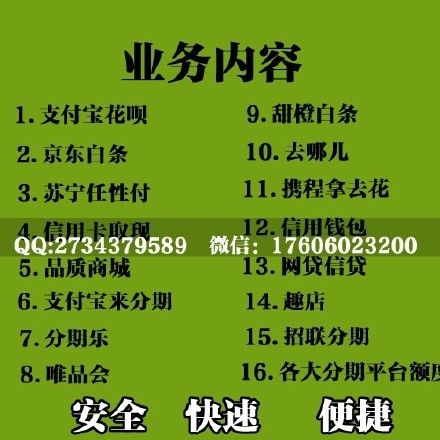 业务内容
1.支付宝花呗
2.京东白条
3.苏宁任性付
4.信用卡取现
5.品质商城
6.支付宝来分期
7.分期乐
8.唯品会
9.甜橙白条
10.去哪儿
11.携程拿去花
12.信用钱包
13.网贷信贷
14.趣店
15.招联分期
16.各大分期平台额度
QQ:2734379589 微信：17606023200
安全 快速 便捷